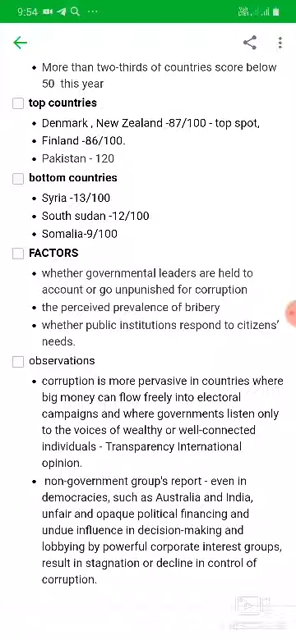 9:54
More than two-thirds of countries score below
50 this year
top countries
Denmark , New Zealand -87/100 - top spot,
Finland -86/100.
Pakistan - 120
bottom countries
Syria -13/100
South sudan -12/100
Somalia-9/100
FACTORS
whether governmental leaders are held to
account or go unpunished for corruption
the perceived prevalence of bribery
whether public institutions respond to citizens'
needs.
observations
corruption is more pervasive in countries where
big money can flow freely into electoral
campaigns and where governments listen only
to the voices of wealthy or well-connected
individuals - Transparency International
opinion.
non-government group's report - even in
democracies, such as Australia and India,
unfair and opaque political financing and
undue influence in decision-making and
lobbying by powerful corporate interest groups,
result in stagnation or decline in control of
corruption.